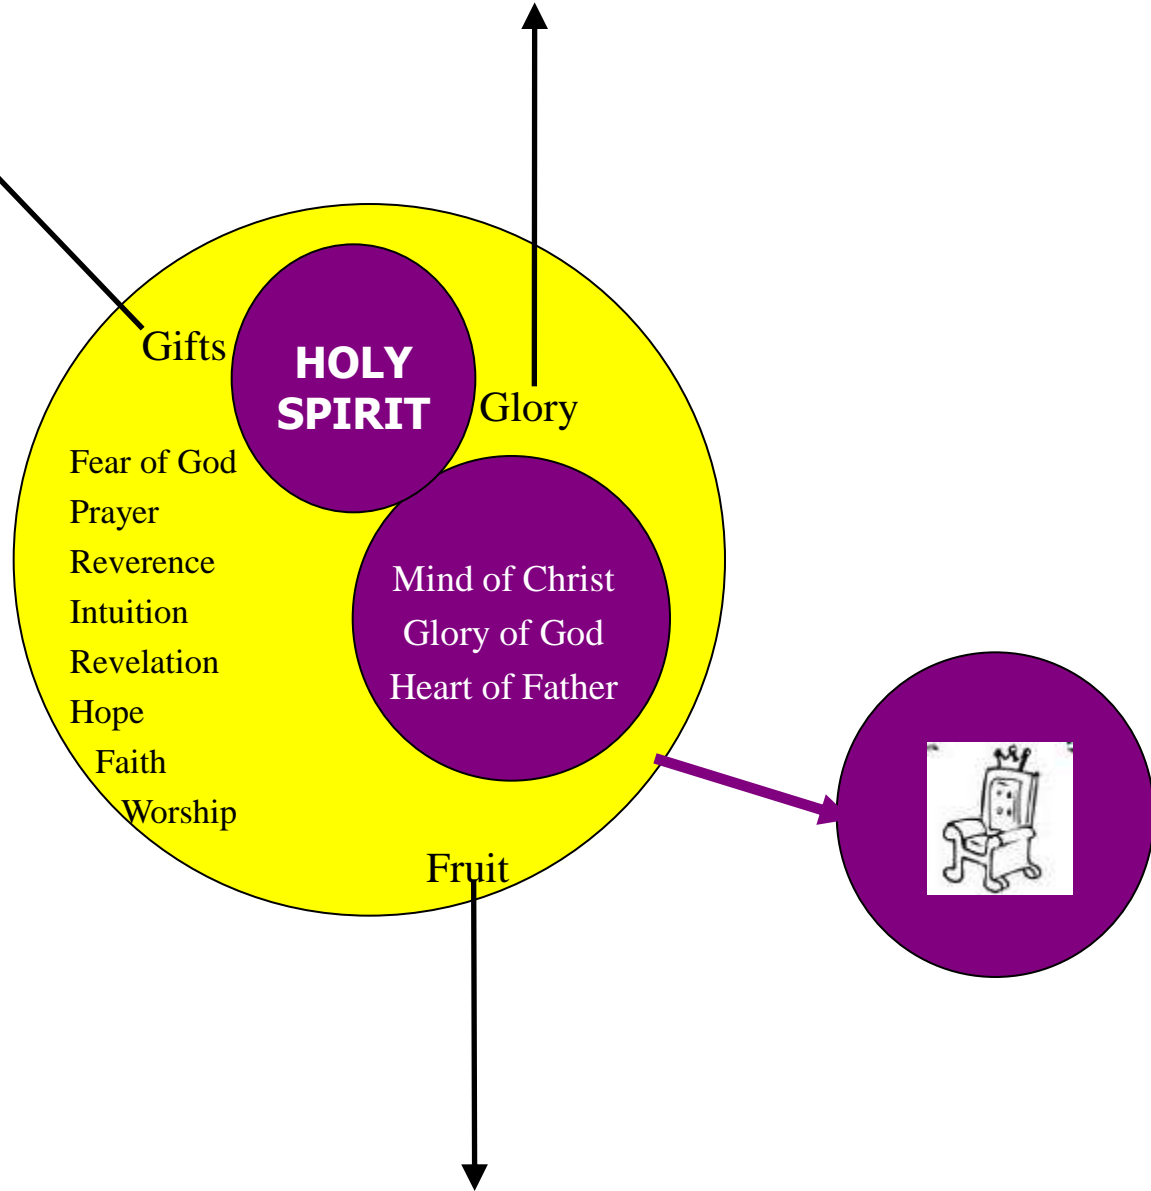 Gifts
HOLY
SPIRIT
Glory
Fear of God
Prayer
Reverence
Intuition
Revelation
Hope
Faith
Worship
Mind of Christ
Glory of God
Heart of Father
Fruit